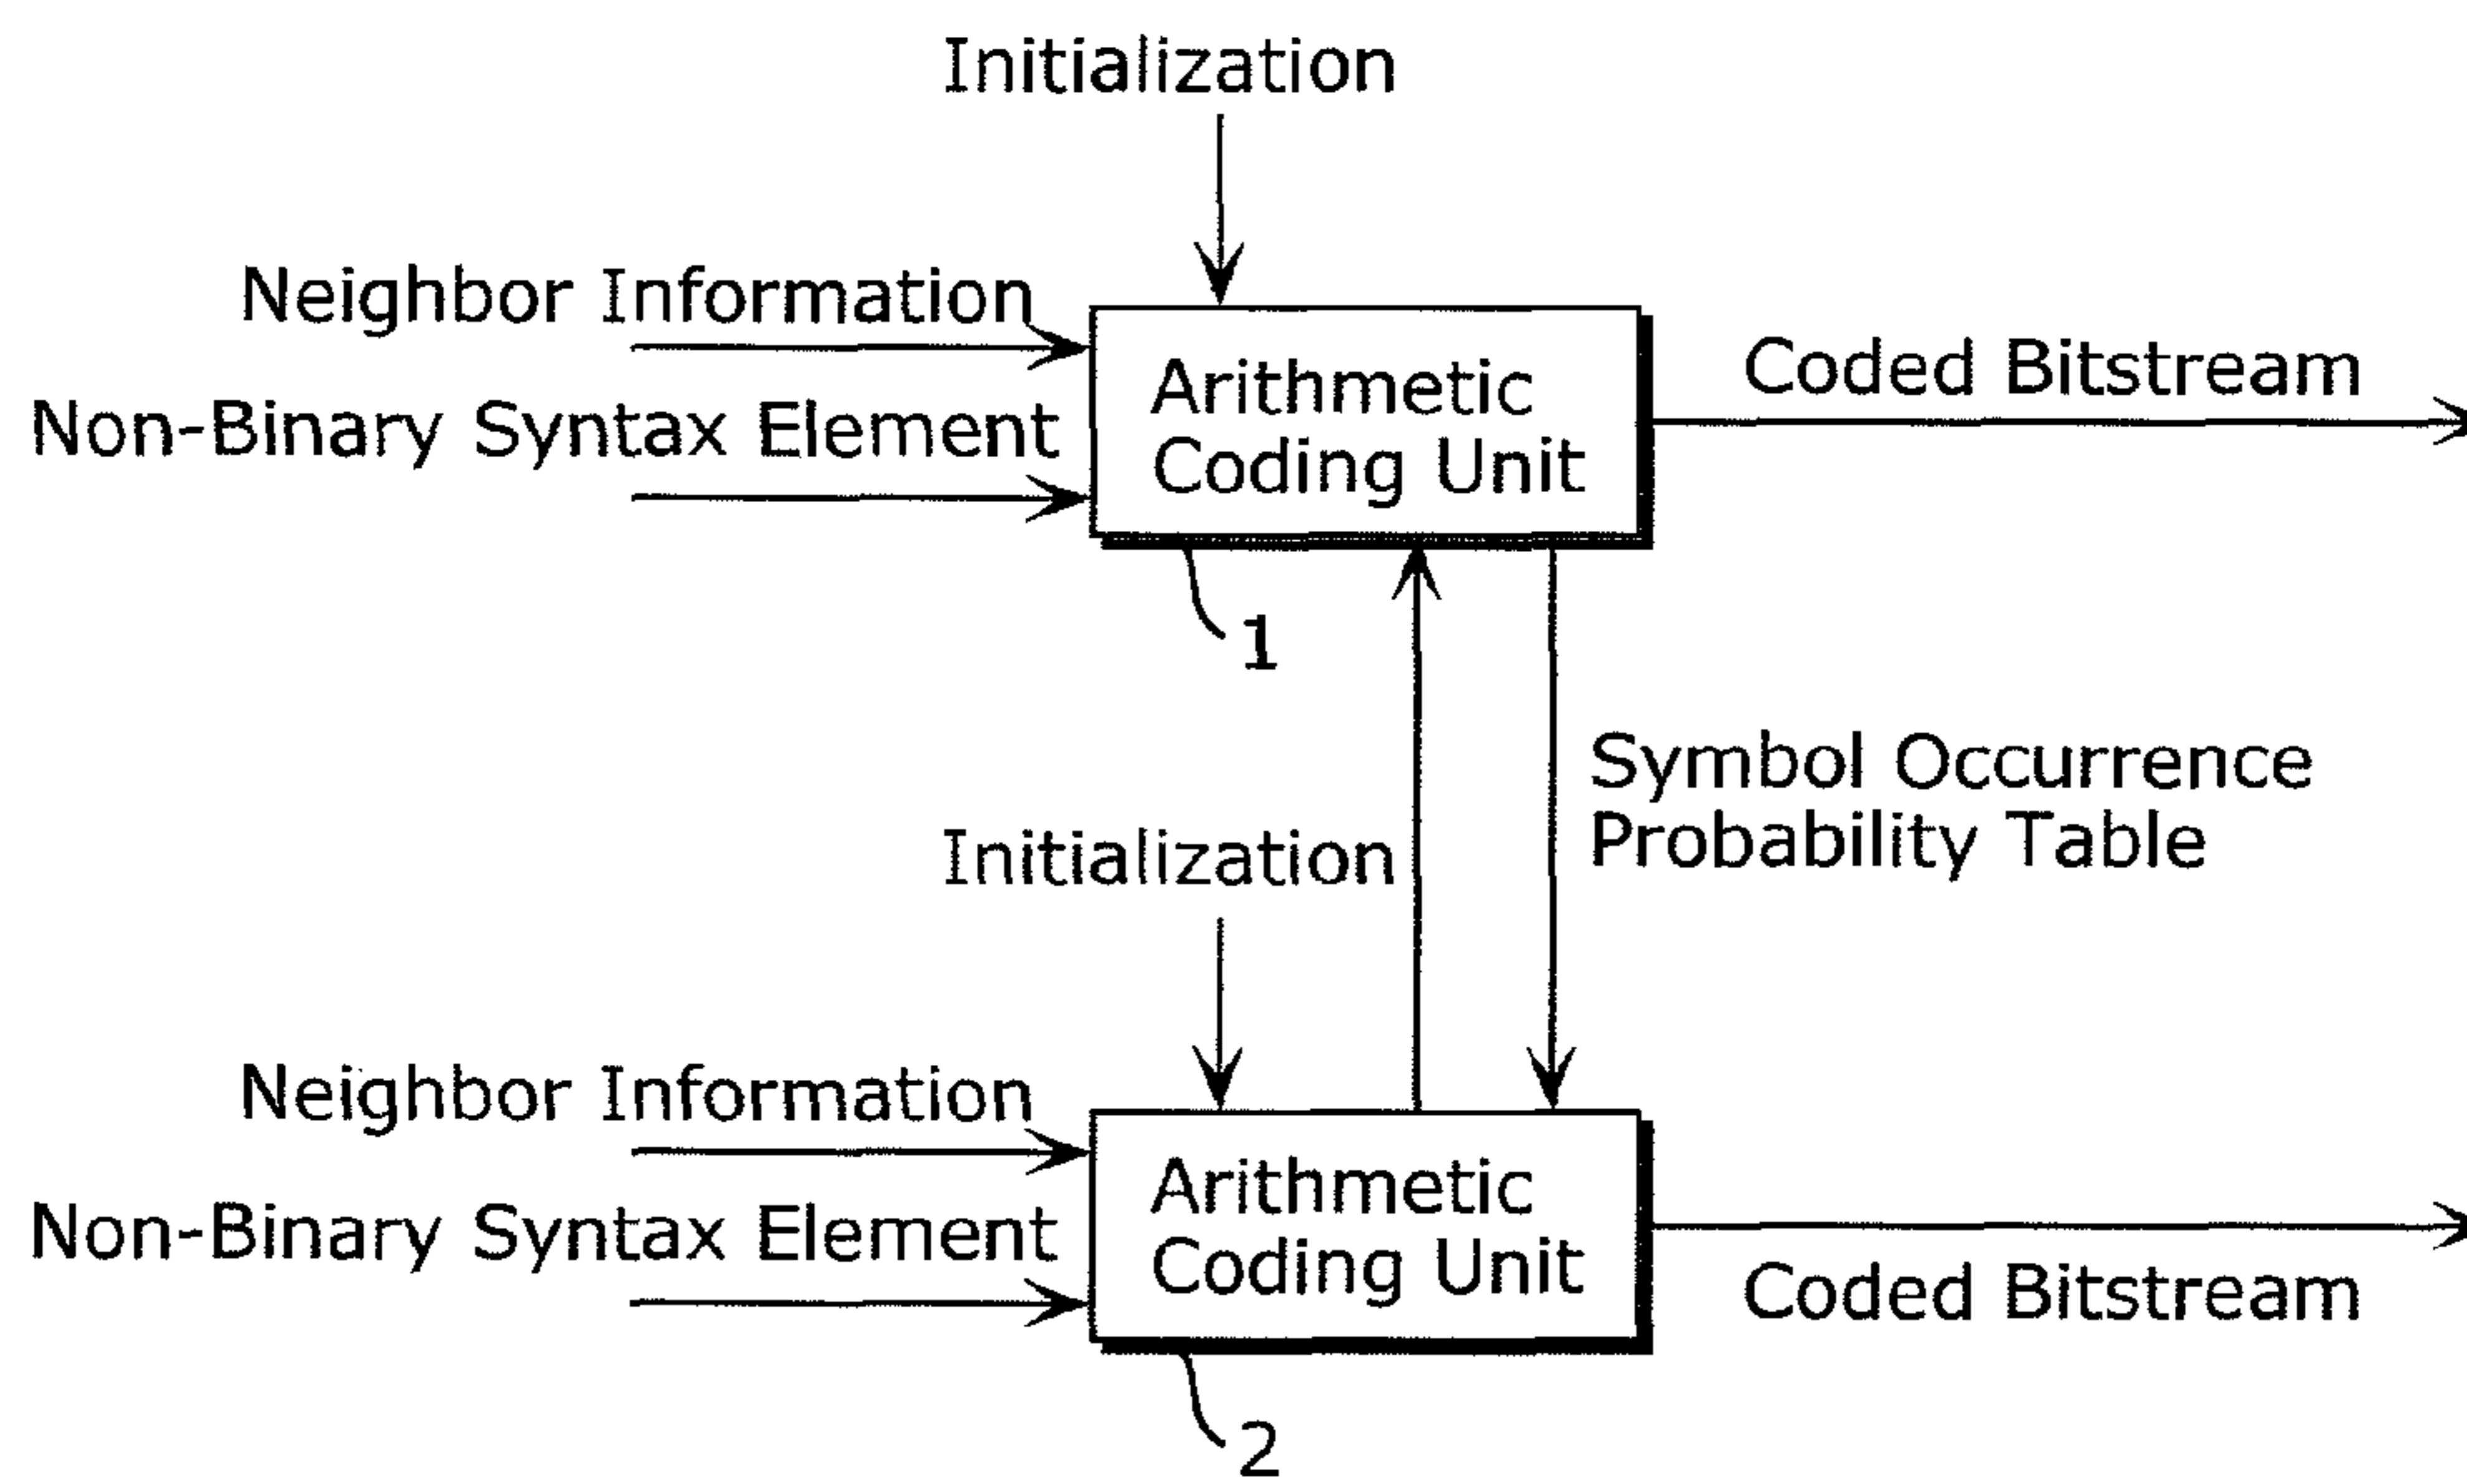 Initialization
Neighbor Information
Non-Binary Syntax Element
Arithmetic
Coding Unit
Coded Bitstream
1
Symbol Occurrence
Probability Table
Initialization
Neighbor Information
Non-Binary Syntax Element
Arithmetic
Coding Unit
Coded Bitstream
2